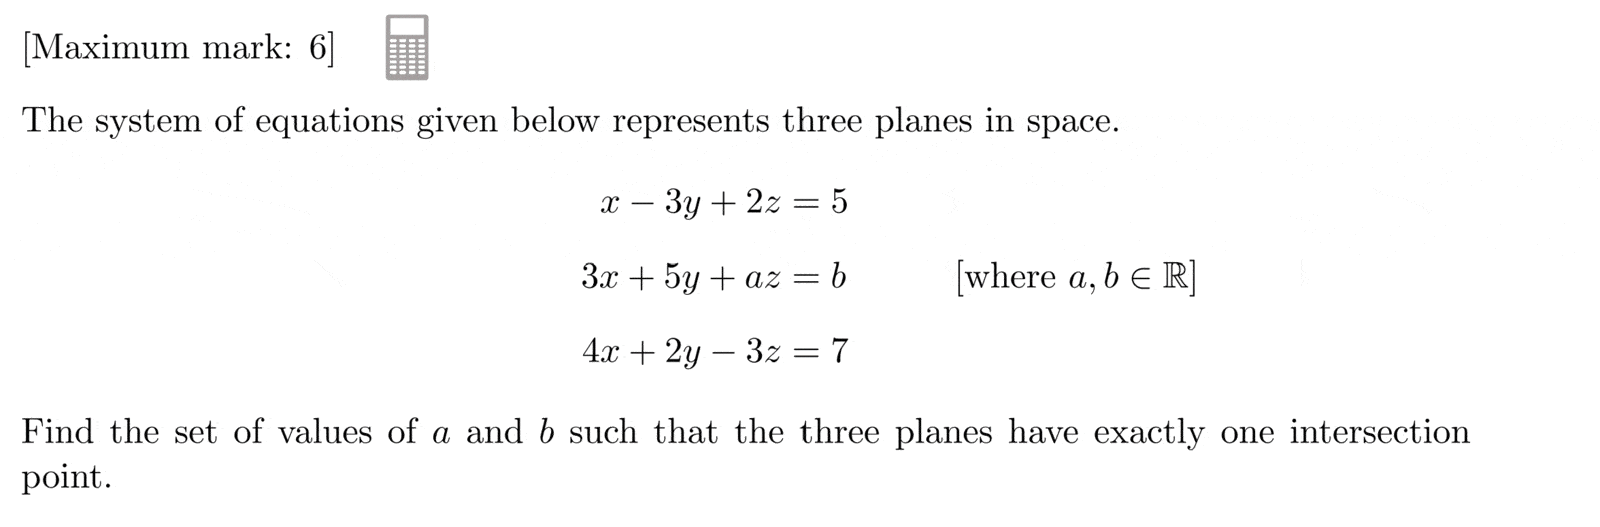 [Maximum mark: 6]
The system of equations given below represents three planes in space.
x − 3y + 2z = 5
3x + 5y + az = b [where a, b ∈ ℝ]
4x + 2y − 3z = 7
Find the set of values of a and b such that the three planes have exactly one intersection
point.